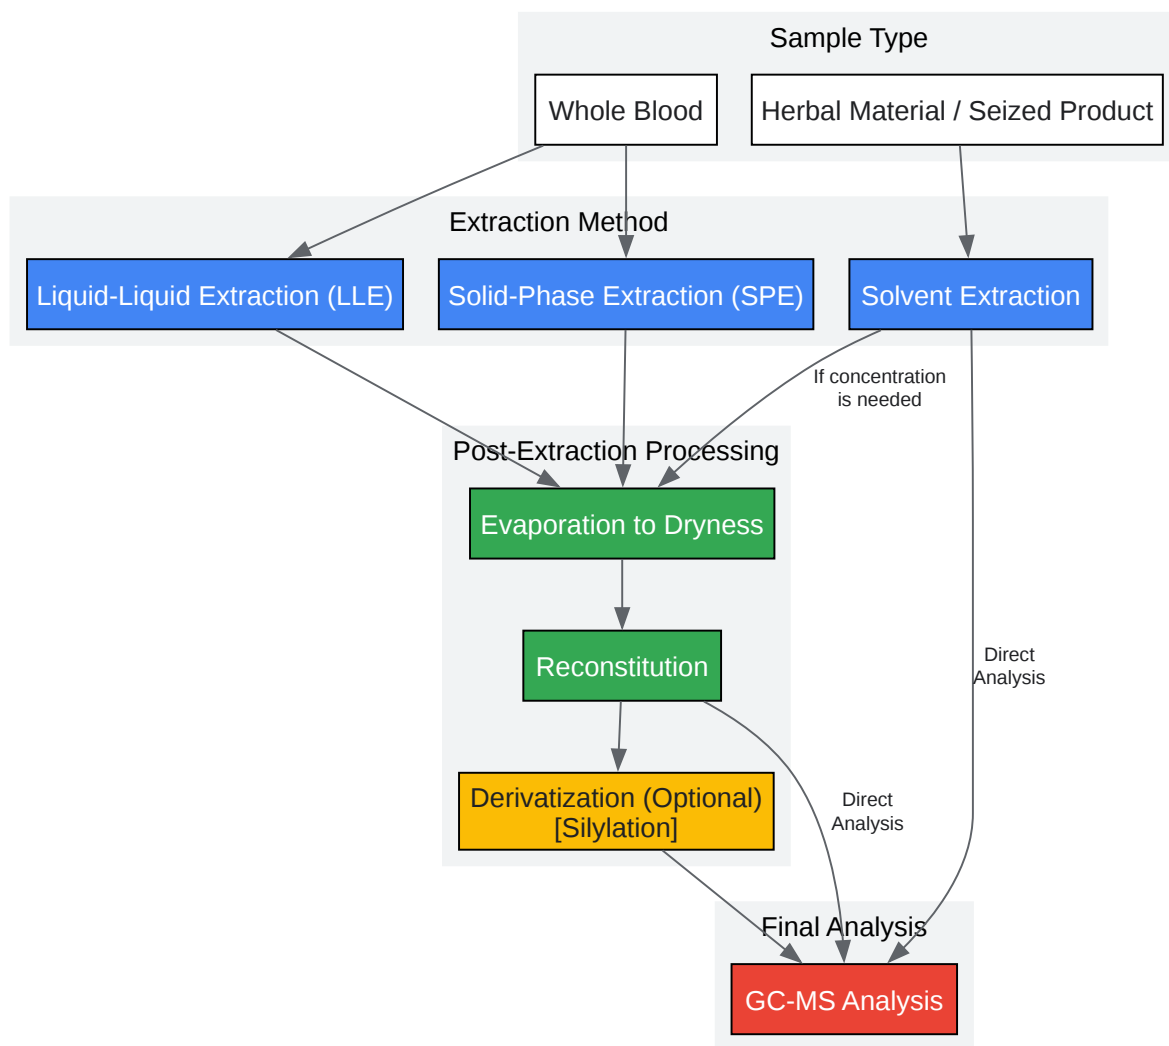 Sample Type
Whole Blood
Herbal Material / Seized Product
Extraction Method
Liquid-Liquid Extraction (LLE)
Solid-Phase Extraction (SPE)
Solvent Extraction
If concentration
is needed
Post-Extraction Processing
Evaporation to Dryness
Reconstitution
Direct
Analysis
Derivatization (Optional)
[Silylation]
Direct
Analysis
Final Analysis
GC-MS Analysis